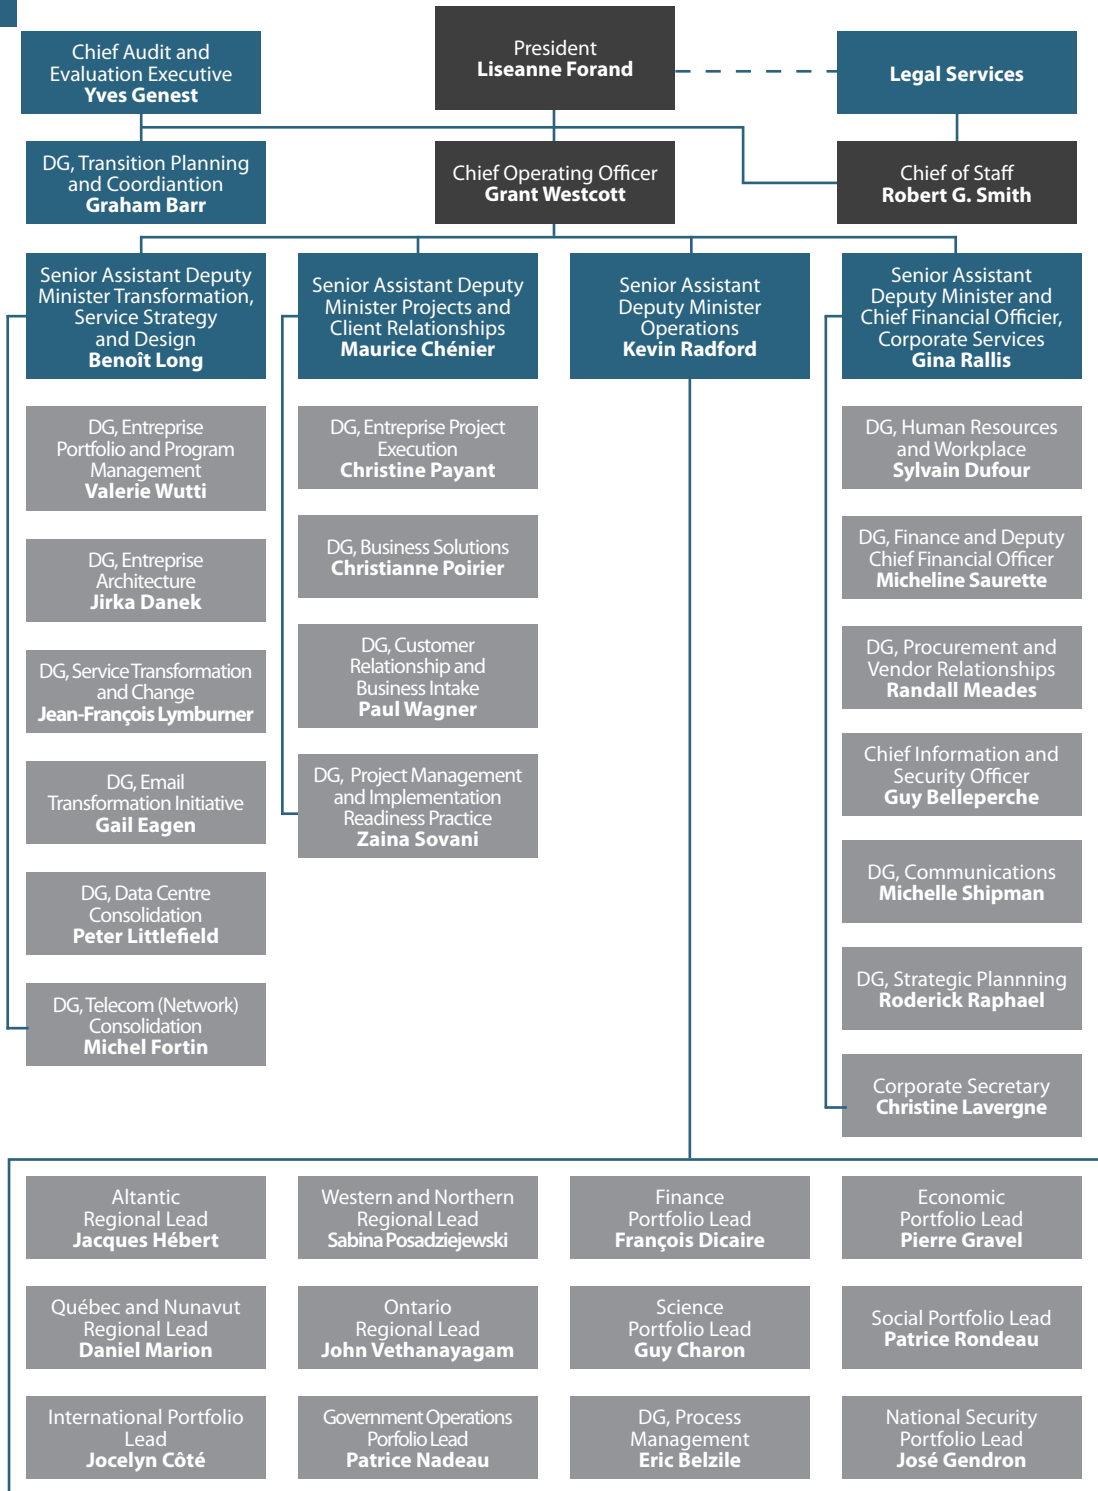 Chief Audit and
Evaluation Executive
Yves Genest
President
Liseanne Forand
Legal Services
DG, Transition Planning
and Coordiantion
Graham Barr
Chief Operating Officer
Grant Westcott
Chief of Staff
Robert G. Smith
Senior Assistant Deputy
Minister Transformation,
Service Strategy
and Design
Benoît Long
Senior Assistant Deputy
Minister Projects and
Client Relationships
Maurice Chénier
Senior Assistant
Deputy Minister
Operations
Kevin Radford
Senior Assistant
Deputy Minister and
Chief Financial Officier,
Corporate Services
Gina Rallis
DG, Entreprise
Portfolio and Program
Management
Valerie Wutti
DG, Entreprise
Architecture
Jirka Danek
DG, Service Transformation
and Change
Jean-François Lymburner
DG, Email
Transformation Initiative
Gail Eagen
DG, Data Centre
Consolidation
Peter Littlefield
DG, Telecom (Network)
Consolidation
Michel Fortin
DG, Entreprise Project
Execution
Christine Payant
DG, Business Solutions
Christianne Poirier
DG, Customer
Relationship and
Business Intake
Paul Wagner
DG, Project Management
and Implementation
Readiness Practice
Zaina Sovani
DG, Human Resources
and Workplace
Sylvain Dufour
DG, Finance and Deputy
Chief Financial Officer
Micheline Saurette
DG, Procurement and
Vendor Relationships
Randall Meades
Chief Information and
Security Officer
Guy Belleperche
DG, Communications
Michelle Shipman
DG, Strategic Plannning
Roderick Raphael
Corporate Secretary
Christine Lavergne
Altantic
Regional Lead
Jacques Hébert
Western and Northern
Regional Lead
Sabina Posadziejewski
Finance
Portfolio Lead
François Dicaire
Economic
Portfolio Lead
Pierre Gravel
Québec and Nunavut
Regional Lead
Daniel Marion
Ontario
Regional Lead
John Vethanayagam
Science
Portfolio Lead
Guy Charon
Social Portfolio Lead
Patrice Rondeau
International Portfolio
Lead
Jocelyn Côté
Government Operations
Porfolio Lead
Patrice Nadeau
DG, Process
Management
Eric Belzile
National Security
Portfolio Lead
José Gendron